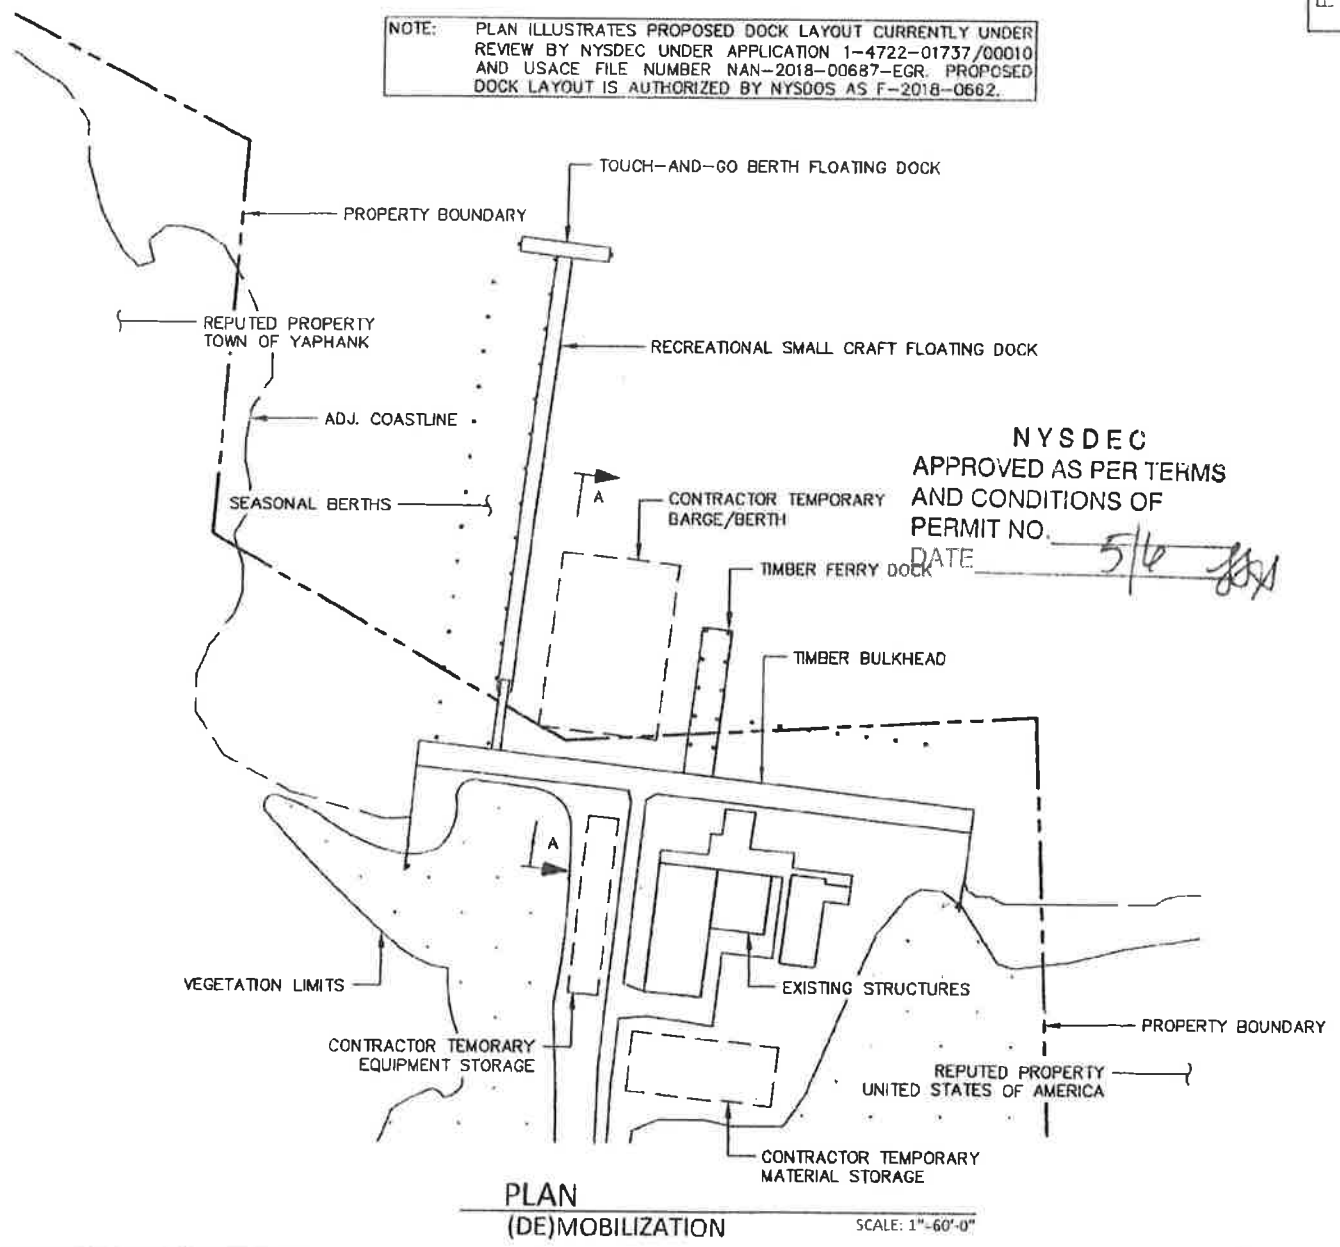 NOTE: PLAN ILLUSTRATES PROPOSED DOCK LAYOUT CURRENTLY UNDER
REVIEW BY NYSDEC UNDER APPLICATION 1-4722-01737/00010
AND USACE FILE NUMBER NAN-2018-00687-EGR. PROPOSED
DOCK LAYOUT IS AUTHORIZED BY NYSDOS AS F-2018-0662.
TOUCH-AND-GO BERTH FLOATING DOCK
PROPERTY BOUNDARY
REPUTED PROPERTY
TOWN OF YAPHANK
RECREATIONAL SMALL CRAFT FLOATING DOCK
ADJ. COASTLINE
NYSDEC
APPROVED AS PER TERMS
AND CONDITIONS OF
PERMIT NO.
DATE 5/6
SEASONAL BERTHS
A
CONTRACTOR TEMPORARY
BARGE/BERTH
TIMBER FERRY DOCK
TIMBER BULKHEAD
A
VEGETATION LIMITS
EXISTING STRUCTURES
CONTRACTOR TEMORARY
EQUIPMENT STORAGE
PROPERTY BOUNDARY
REPUTED PROPERTY
UNITED STATES OF AMERICA
CONTRACTOR TEMPORARY
MATERIAL STORAGE
PLAN
(DE)MOBILIZATION
SCALE: 1"-60'-0"